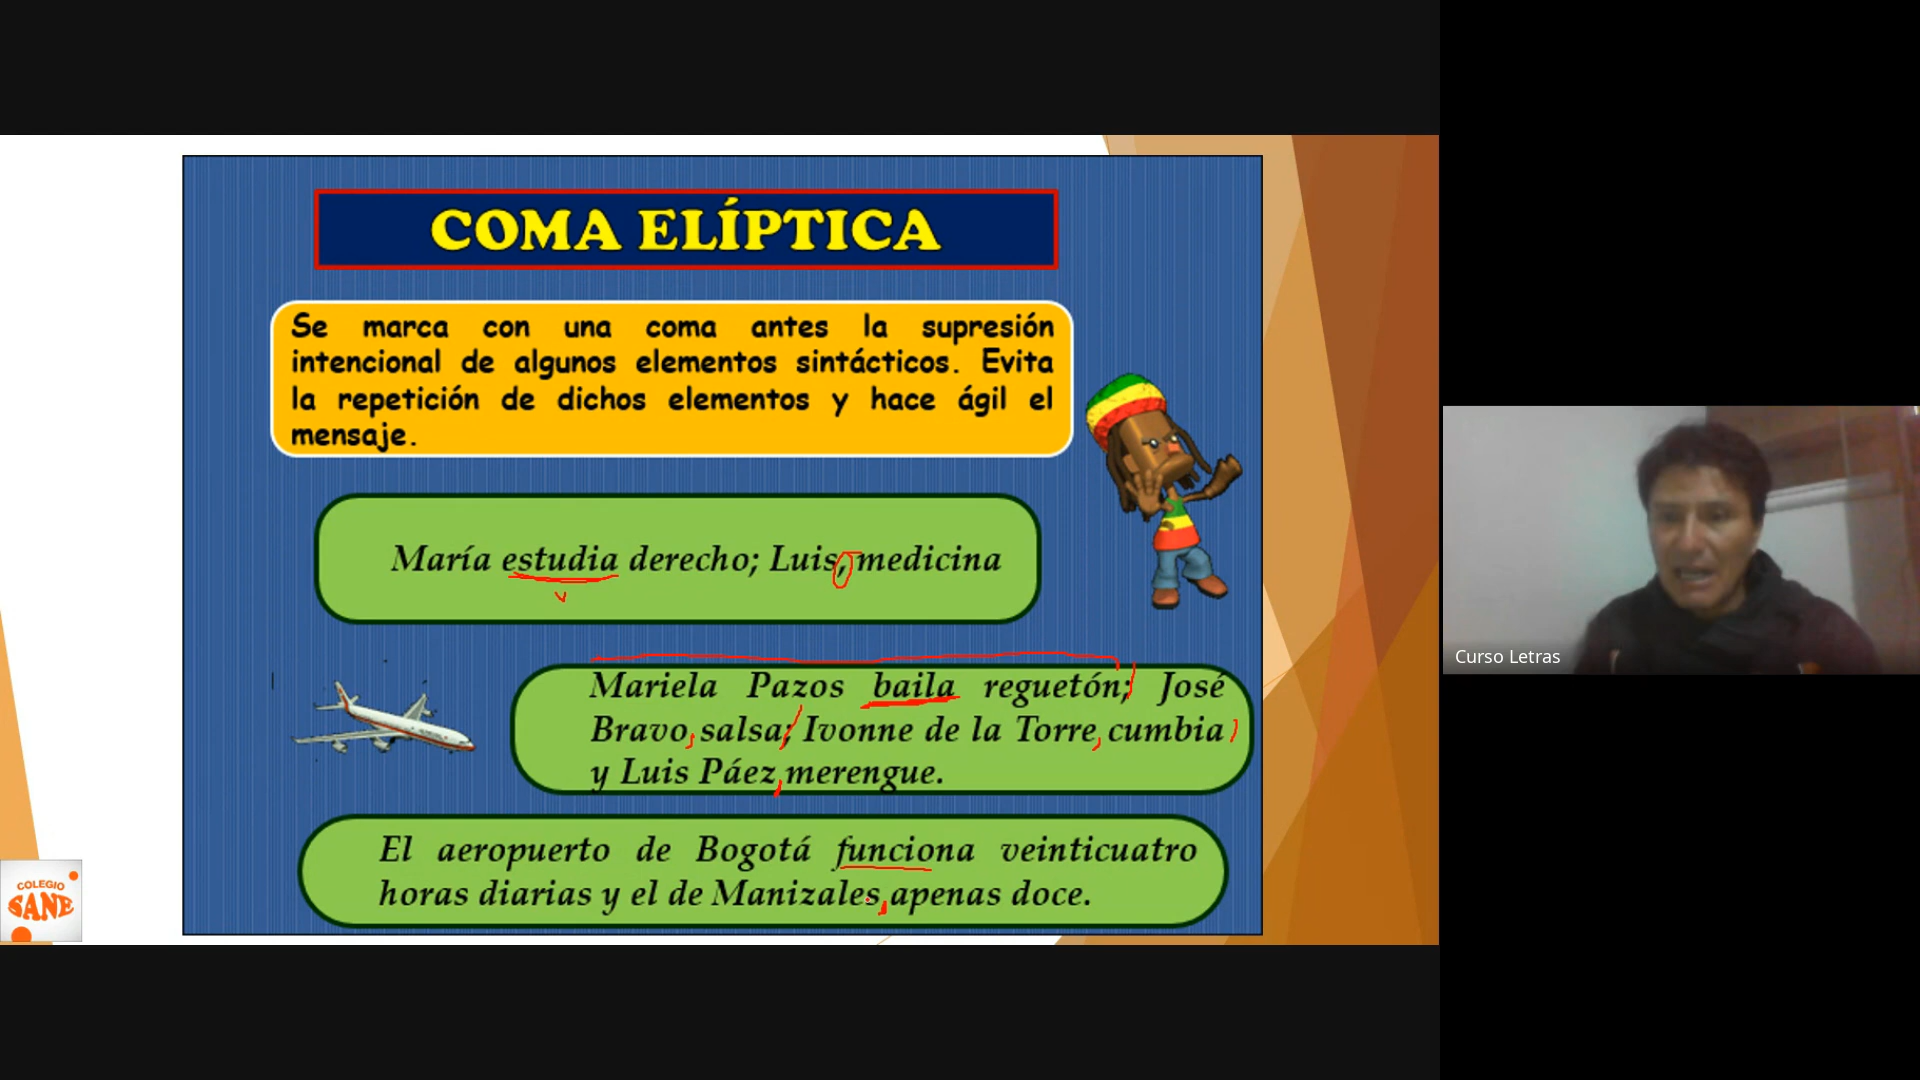 COMA ELÍPTICA
Se marca con una coma antes la supresión
intencional de algunos elementos sintácticos. Evita
la repetición de dichos elementos y hace ágil el
mensaje.
María estudia derecho; Luis, medicina
v
Mariela Pazos baila reguetón; José
Bravo, salsa; Ivonne de la Torre, cumbia,
y Luis Páez, merengue.
El aeropuerto de Bogotá funciona veinticuatro
horas diarias y el de Manizales, apenas doce.
COLEGIO
SANE
Curso Letras